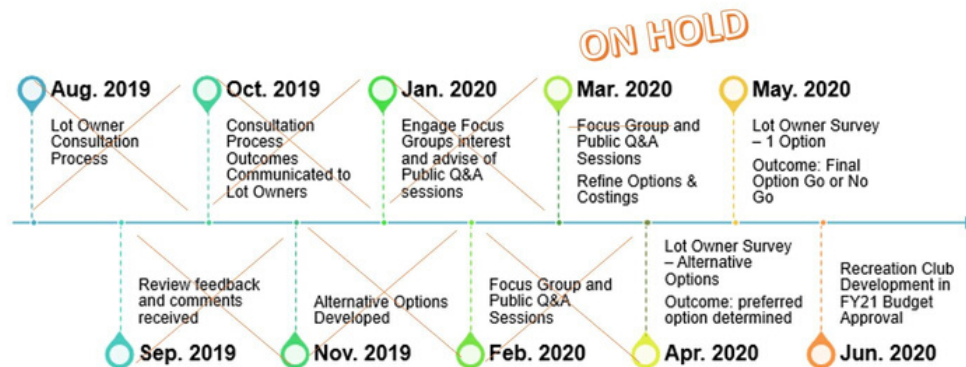 ON HOLD
Aug. 2019
Lot Owner
Consultation
Process
Oct. 2019
Consultation
Process
Outcomes
Communicated to
Lot Owners
Jan. 2020
Engage Focus
Groups interest
and advise of
Public Q&A
sessions
Mar. 2020
Focus Group and
Public Q&A
Sessions
Refine Options &
Costings
May. 2020
Lot Owner Survey
– 1 Option
Outcome: Final
Option Go or No
Go
Review feedback
and comments
received
Sep. 2019
Alternative Options
Developed
Nov. 2019
Focus Group and
Public Q&A
Sessions
Feb. 2020
Lot Owner Survey
– Alternative
Options
Outcome: preferred
option determined
Apr. 2020
Recreation Club
Development in
FY21 Budget
Approval
Jun. 2020